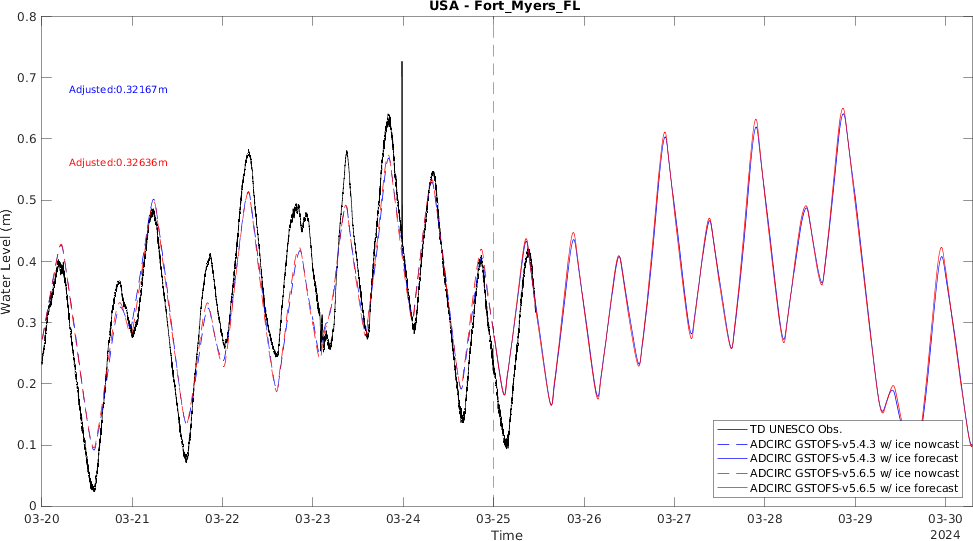 USA - Fort_Myers_FL
0.8
0.7
0.6
0.5
0.4
0.3
0.2
0.1
0
Water Level (m)
Adjusted:0.32167m
Adjusted:0.32636m
TD UNESCO Obs.
ADCIRC GSTOFS-v5.4.3 w/ ice nowcast
ADCIRC GSTOFS-v5.4.3 w/ ice forecast
ADCIRC GSTOFS-v5.6.5 w/ ice nowcast
ADCIRC GSTOFS-v5.6.5 w/ ice forecast
03-20 03-21 03-22 03-23 03-24 03-25 03-26 03-27 03-28 03-29 03-30
Time
2024